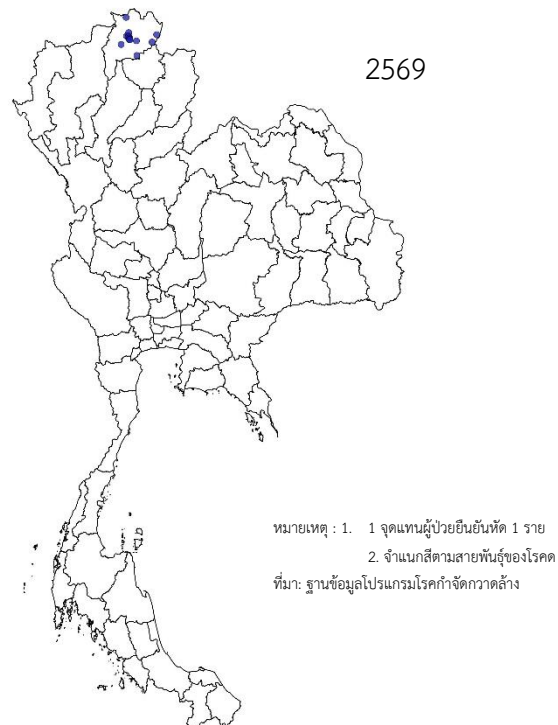 2569
หมายเหตุ : 1. 1 จุดแทนผู้ป่วยยืนยันหัด 1 ราย
2. จำแนกสีตามสายพันธุ์ของโรคด
ที่มา: ฐานข้อมูลโปรแกรมโรคกำจัดกวาดล้าง